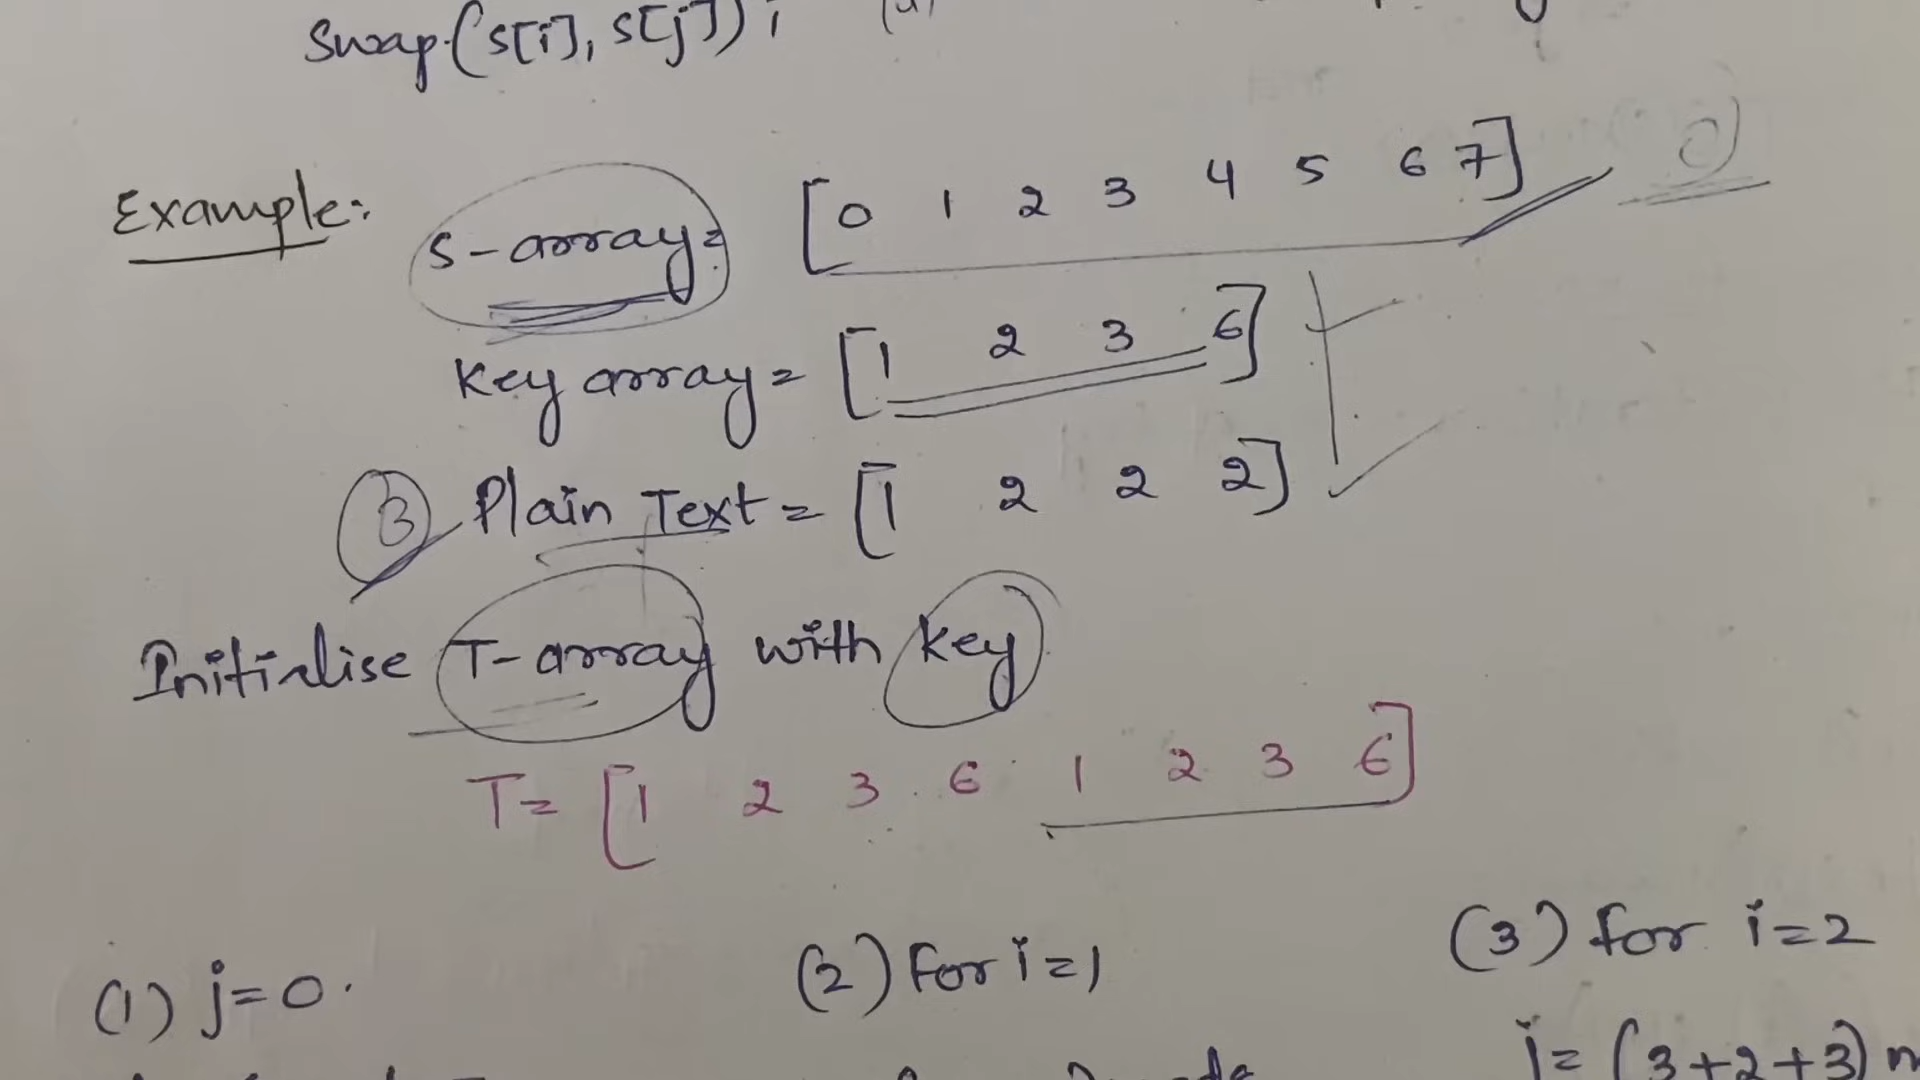 Swap(s[i], s[j]);
Example:
S-array= [0 1 2 3 4 5 6 7]
Key array= [1 2 3 6]
Plain Text= [1 2 2 2]
Initialise T-array with key
T= [1 2 3 6 1 2 3 6]
(1) j=0.
(2) For i=1
(3) for i=2
j= (3+2+3)